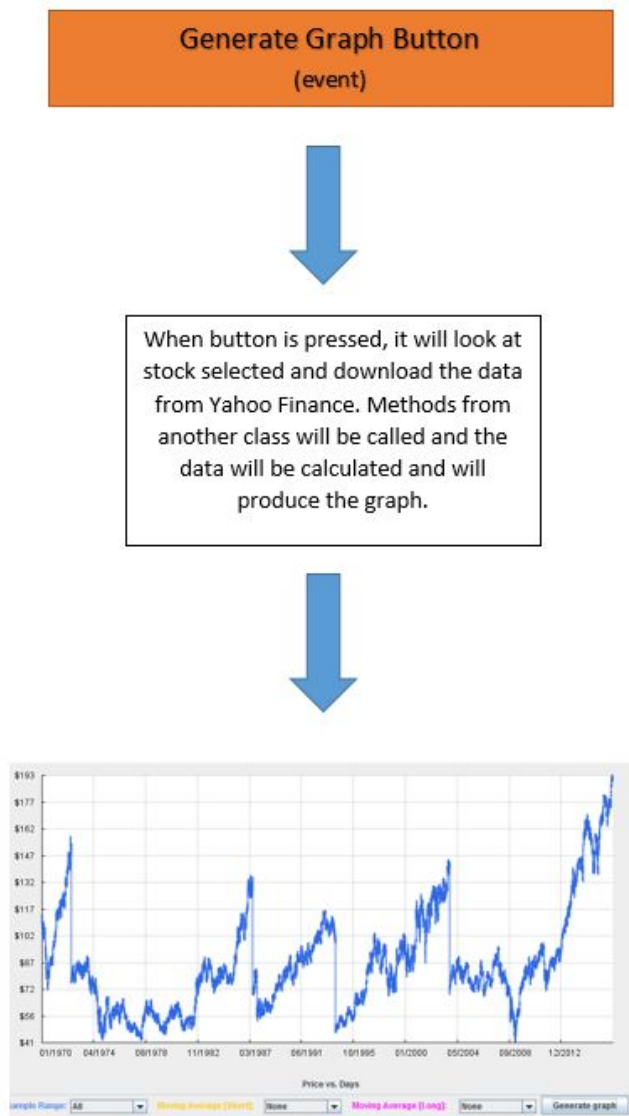 Generate Graph Button
(event)
When button is pressed, it will look at
stock selected and download the data
from Yahoo Finance. Methods from
another class will be called and the
data will be calculated and will
produce the graph.
$193
$177
$162
$147
$132
$117
$102
$87
$72
$56
$41
01/1970 04/1974 08/1978 11/1982 03/1987 06/1991 10/1995 01/2000 05/2004 09/2008 12/2012
Price vs. Days
ample Range: All Moving Average [Short]: None Moving Average [Long]: None Generate graph